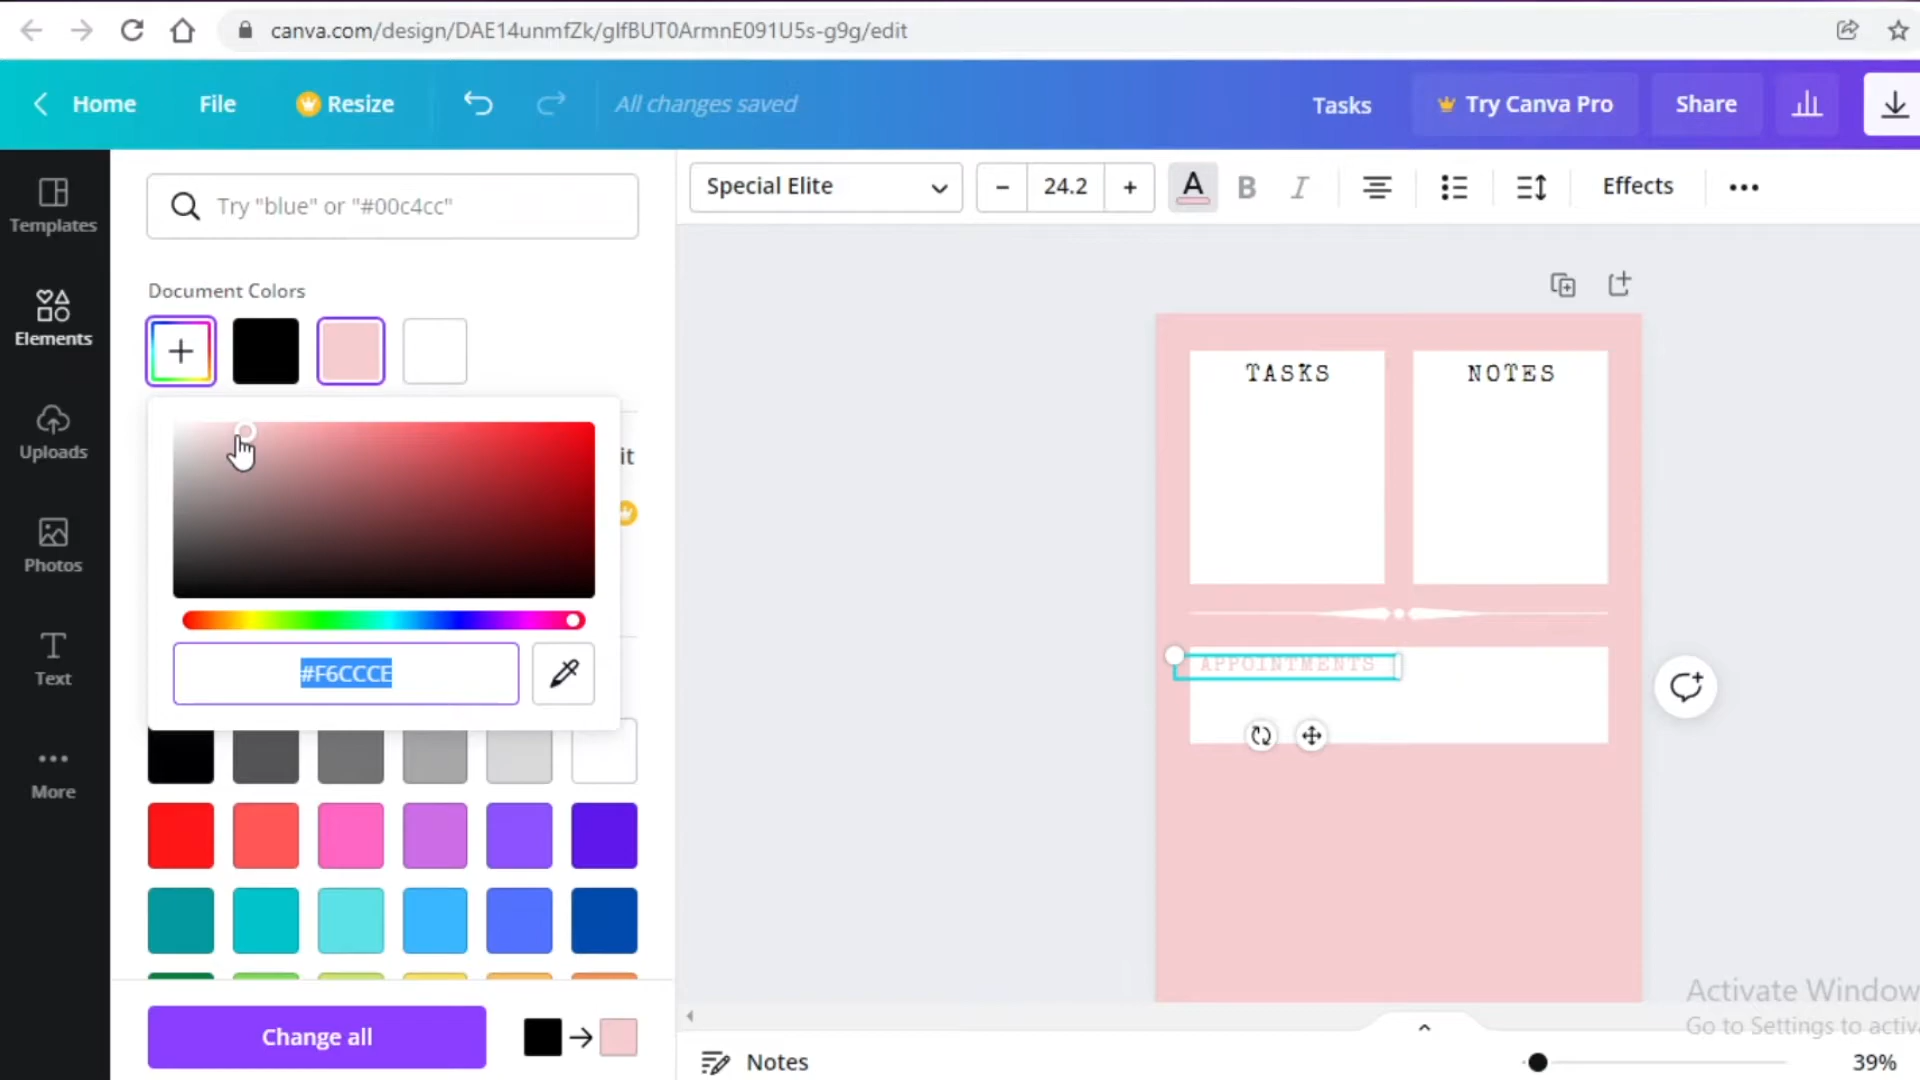 canva.com/design/DAE14unmfZk/gIfBUT0ArmnE091U5s-g9g/edit
Home File Resize All changes saved Tasks Try Canva Pro Share
Templates
Elements
Uploads
Photos
Text
More
Try "blue" or "#00c4cc"
Document Colors
it
#F6CCCE
Change all
Special Elite
– 24.2 + A B I Effects
TASKS
NOTES
APPOINTMENTS
Activate Window
Go to Settings to activ
Notes
39%